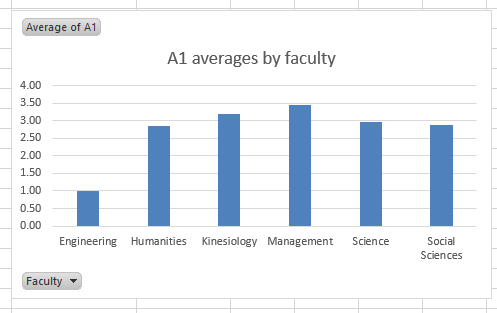 Average of A1
A1 averages by faculty
4.00
3.50
3.00
2.50
2.00
1.50
1.00
0.50
0.00
Engineering Humanities Kinesiology Management Science Social
Sciences
Faculty